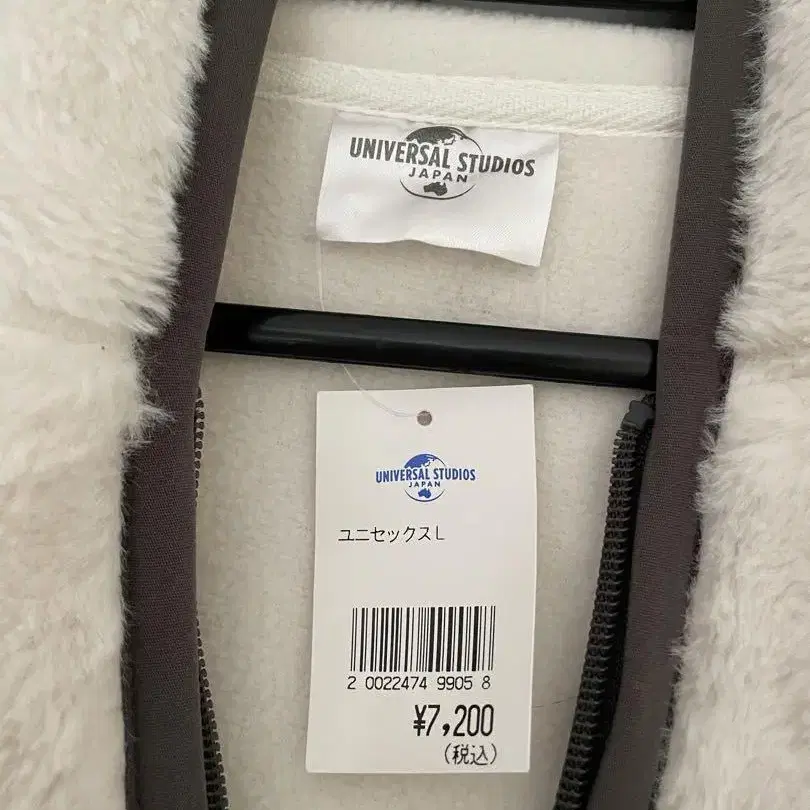 UNIVERSAL STUDIOS
JAPAN
UNIVERSAL STUDIOS
JAPAN
ユニセックスL
2 0022474 9905 8
¥7,200
(税込)